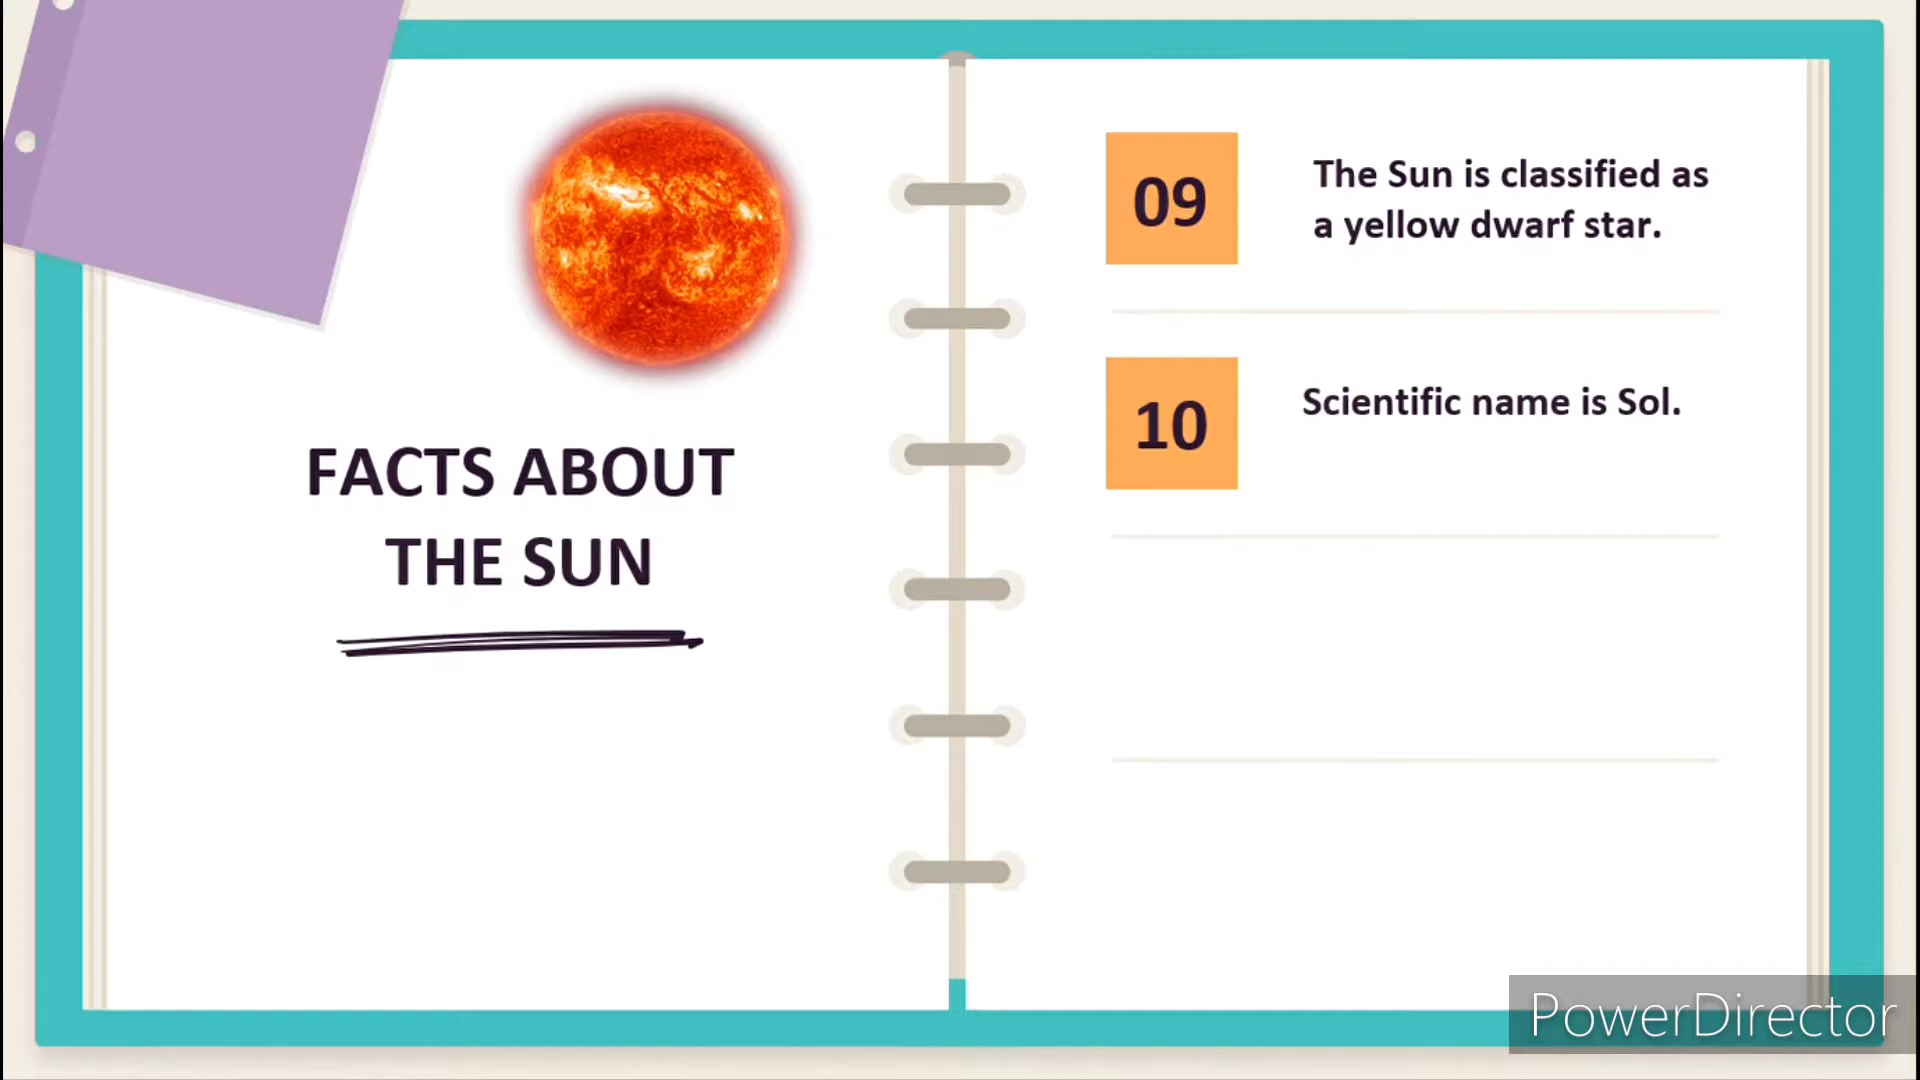 FACTS ABOUT
THE SUN
09
The Sun is classified as
a yellow dwarf star.
10
Scientific name is Sol.
PowerDirector